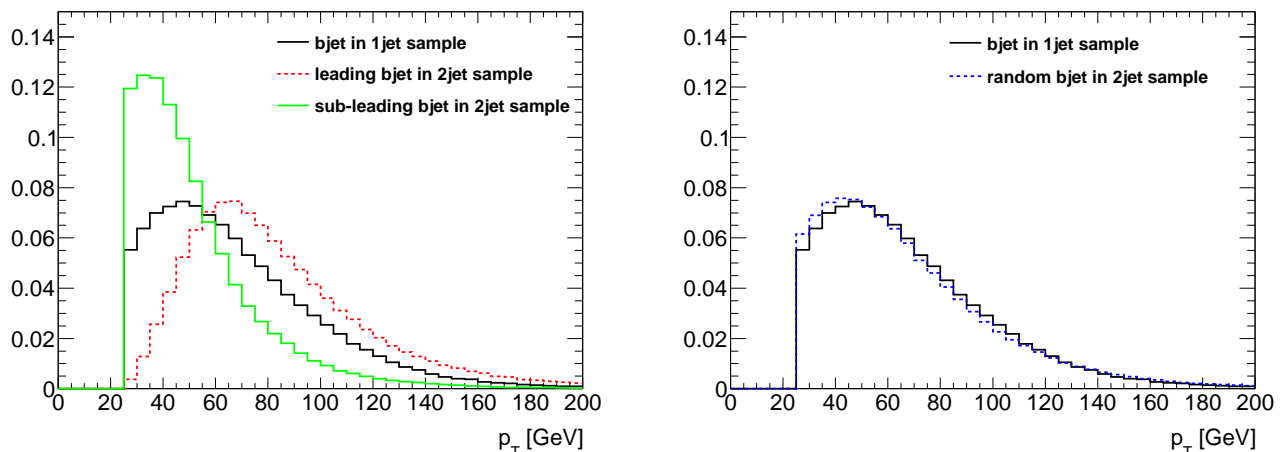 0.14
0.12
0.1
0.08
0.06
0.04
0.02
0
0 20 40 60 80 100 120 140 160 180 200
p_T [GeV]
bjet in 1jet sample
leading bjet in 2jet sample
sub-leading bjet in 2jet sample
0.14
0.12
0.1
0.08
0.06
0.04
0.02
0
0 20 40 60 80 100 120 140 160 180 200
p_T [GeV]
bjet in 1jet sample
random bjet in 2jet sample